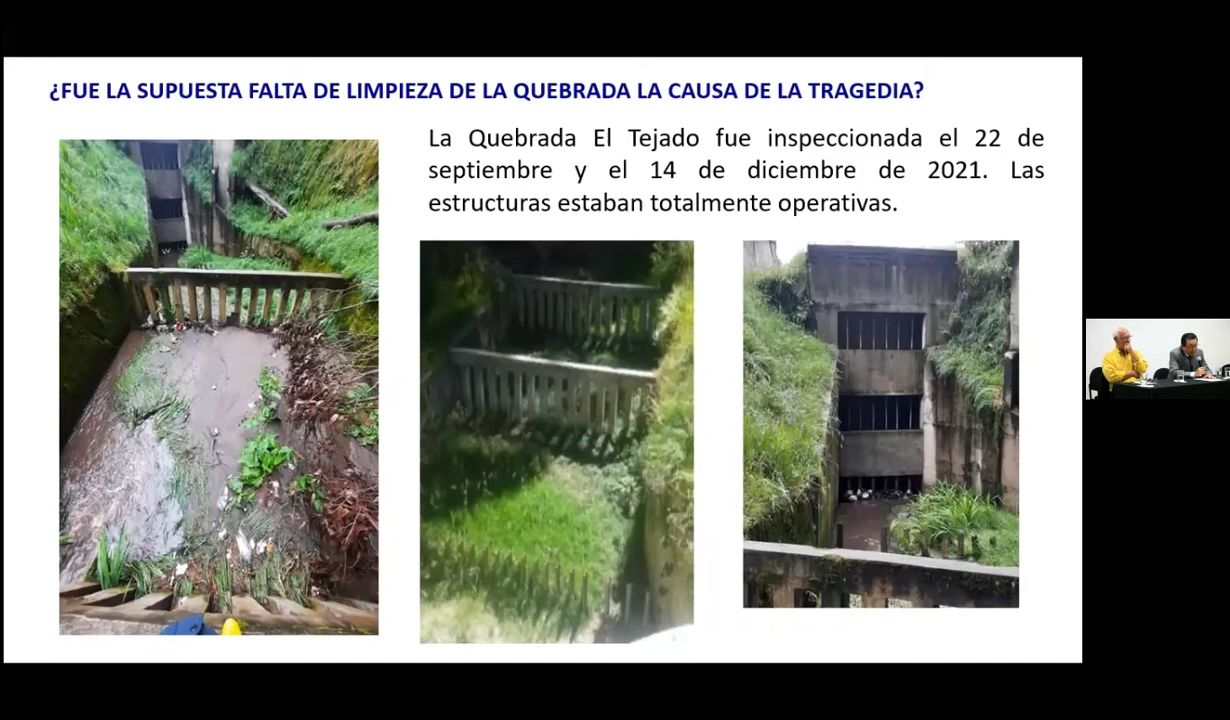 ¿FUE LA SUPUESTA FALTA DE LIMPIEZA DE LA QUEBRADA LA CAUSA DE LA TRAGEDIA?
La Quebrada El Tejado fue inspeccionada el 22 de
septiembre y el 14 de diciembre de 2021. Las
estructuras estaban totalmente operativas.